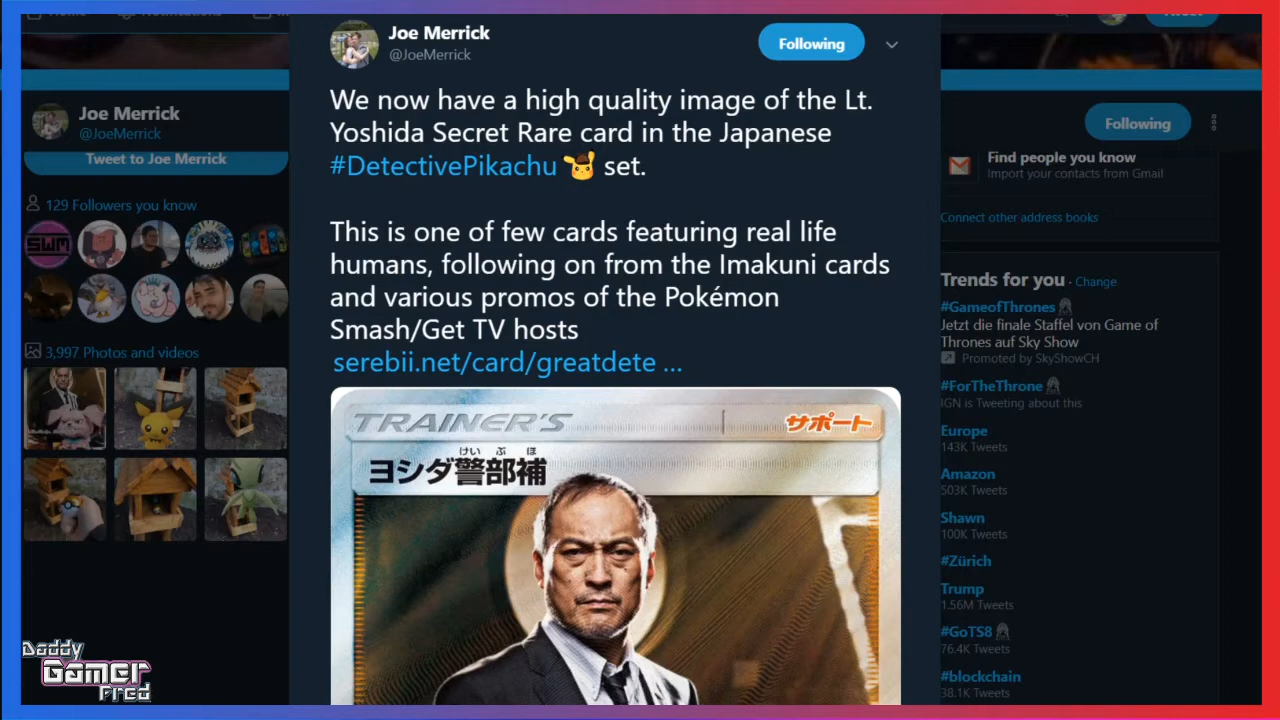 Joe Merrick
@JoeMerrick
Following
We now have a high quality image of the Lt.
Yoshida Secret Rare card in the Japanese
#DetectivePikachu set.
This is one of few cards featuring real life
humans, following on from the Imakuni cards
and various promos of the Pokémon
Smash/Get TV hosts
serebii.net/card/greatdete ...
TRAINER'S
サポート
けい ぶ ほ
ヨシダ警部補
Joe Merrick
@JoeMerrick
Tweet to Joe Merrick
129 Followers you know
SWM
3,997 Photos and videos
Daddy
Gamer
Fred
Following
Find people you know
Import your contacts from Gmail
Connect other address books
Trends for you · Change
#GameofThrones
Jetzt die finale Staffel von Game of
Thrones auf Sky Show
Promoted by SkyShowCH
#ForTheThrone
IGN is Tweeting about this
Europe
143K Tweets
Amazon
503K Tweets
Shawn
100K Tweets
#Zürich
Trump
1.56M Tweets
#GoTS8
76.4K Tweets
#blockchain
38.1K Tweets